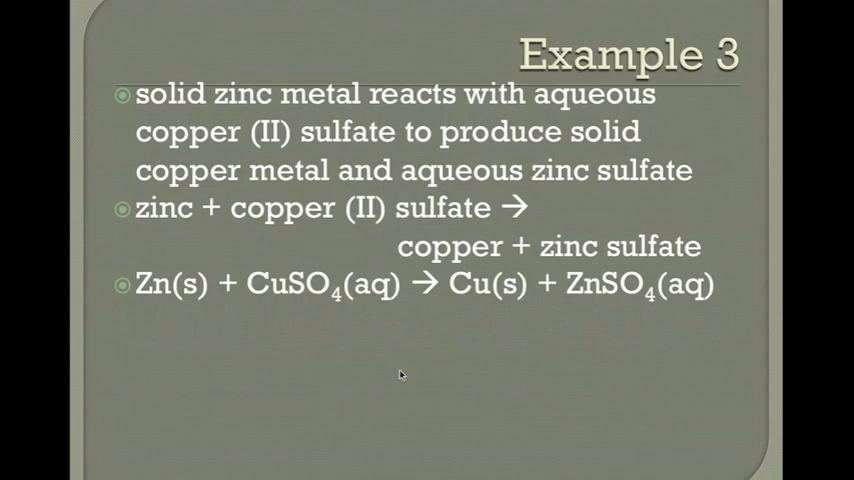 Example 3
solid zinc metal reacts with aqueous
copper (II) sulfate to produce solid
copper metal and aqueous zinc sulfate
zinc + copper (II) sulfate →
copper + zinc sulfate
Zn(s) + CuSO₄(aq) → Cu(s) + ZnSO₄(aq)